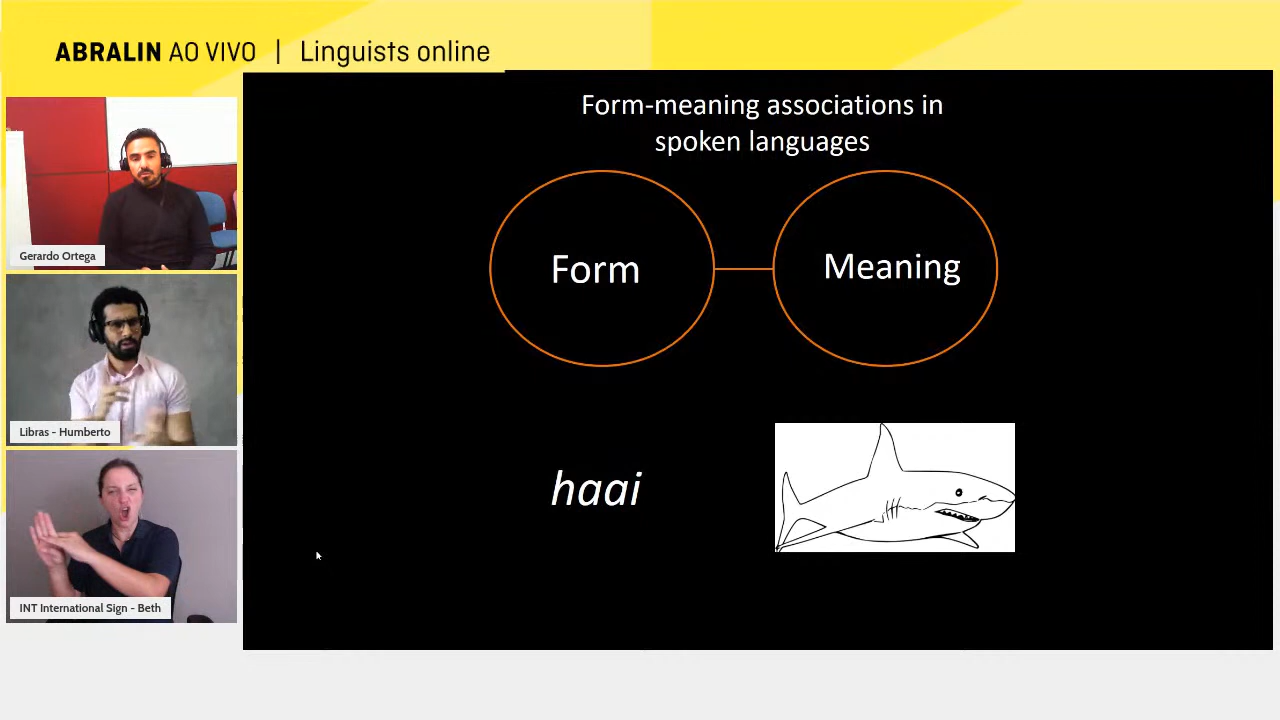 ABRALIN AO VIVO | Linguists online
Form-meaning associations in
spoken languages
Form
Meaning
haai
Gerardo Ortega
Libras - Humberto
INT International Sign - Beth